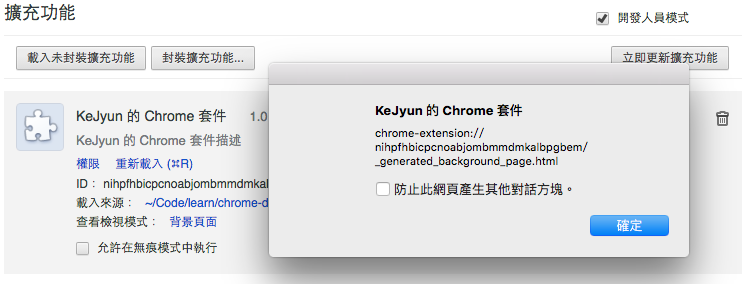 擴充功能
開發人員模式
載入未封裝擴充功能
封裝擴充功能...
立即更新擴充功能
KeJyun 的 Chrome 套件 1.0
KeJyun 的 Chrome 套件描述
權限 重新載入 (⌘R)
ID： nihpfhbicpcnoabjombmmdmkal
載入來源： ~/Code/learn/chrome-d
查看檢視模式： 背景頁面
允許在無痕模式中執行
KeJyun 的 Chrome 套件
chrome-extension://
nihpfhbicpcnoabjombmmdmkalbpgbem/
_generated_background_page.html
防止此網頁產生其他對話方塊。
確定